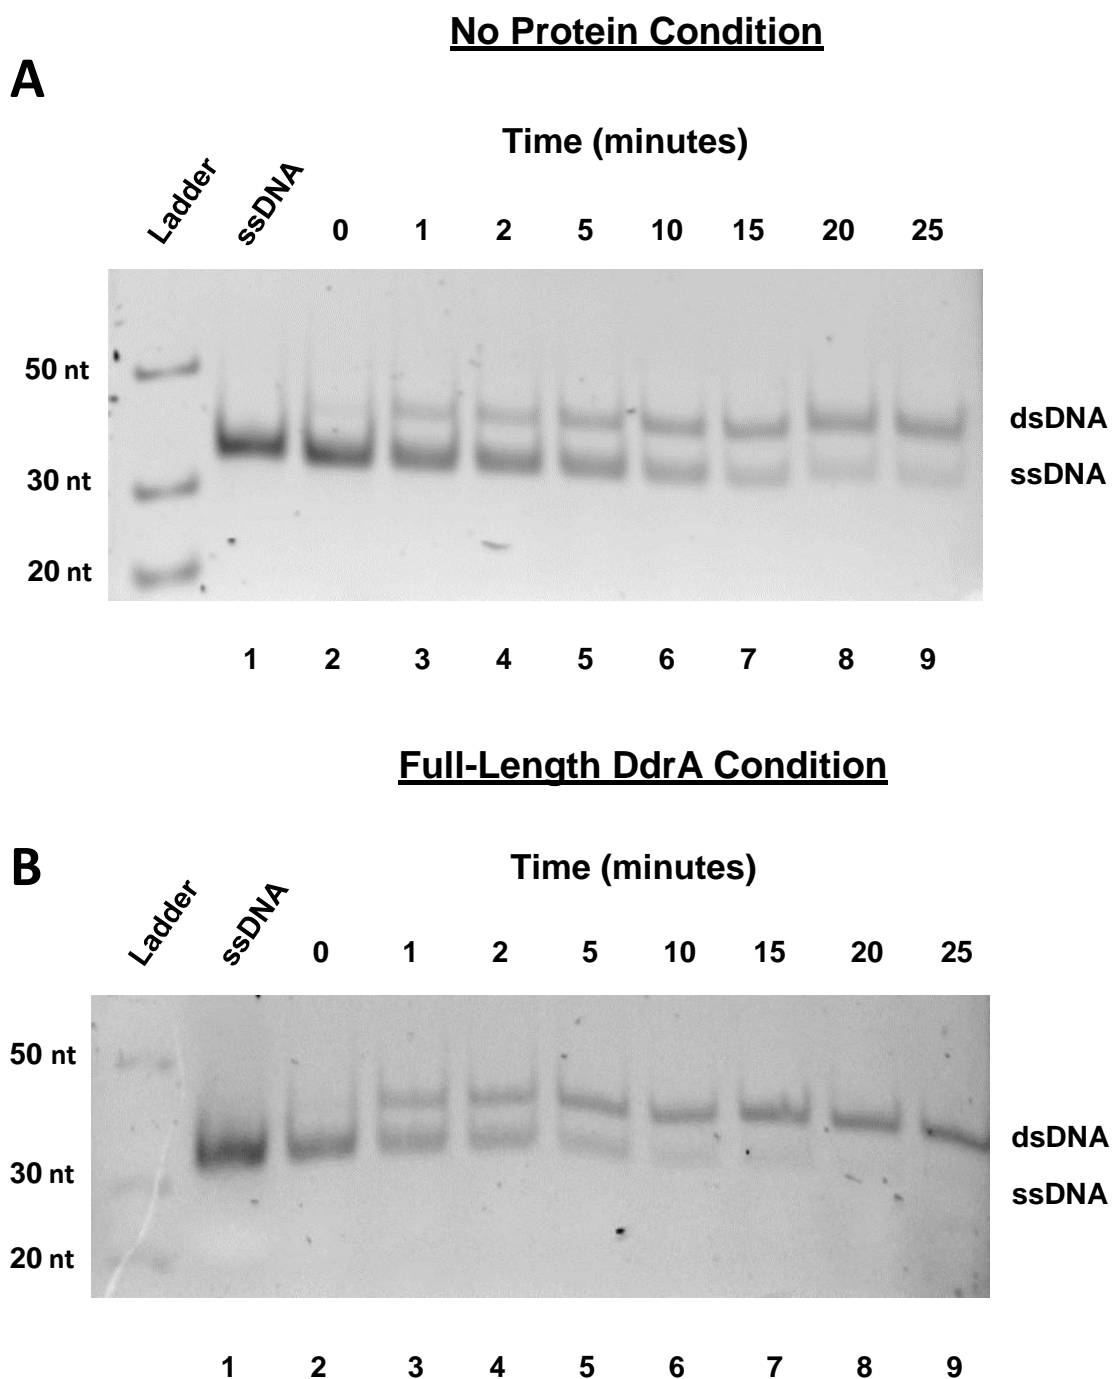 No Protein Condition
A
Time (minutes)
Ladder ssDNA 0 1 2 5 10 15 20 25
50 nt
dsDNA
30 nt ssDNA
20 nt
1 2 3 4 5 6 7 8 9
Full-Length DdrA Condition
B
Time (minutes)
Ladder ssDNA 0 1 2 5 10 15 20 25
50 nt
dsDNA
30 nt ssDNA
20 nt
1 2 3 4 5 6 7 8 9